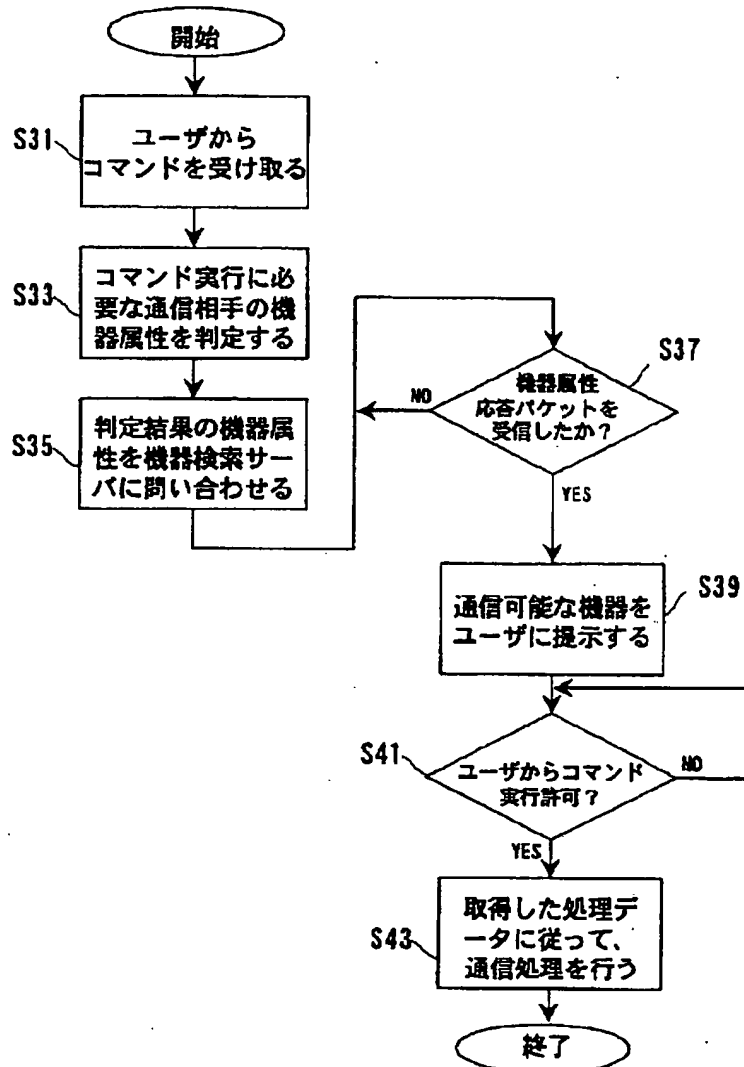 開始
S31
ユーザから
コマンドを受け取る
S33
コマンド実行に必
要な通信相手の機
器属性を判定する
S35
判定結果の機器属
性を機器検索サー
バに問い合わせる
S37
機器属性
応答パケットを
受信したか？
NO
YES
S39
通信可能な機器を
ユーザに提示する
S41
ユーザからコマンド
実行許可？
NO
YES
S43
取得した処理デ
ータに従って、
通信処理を行う
終了